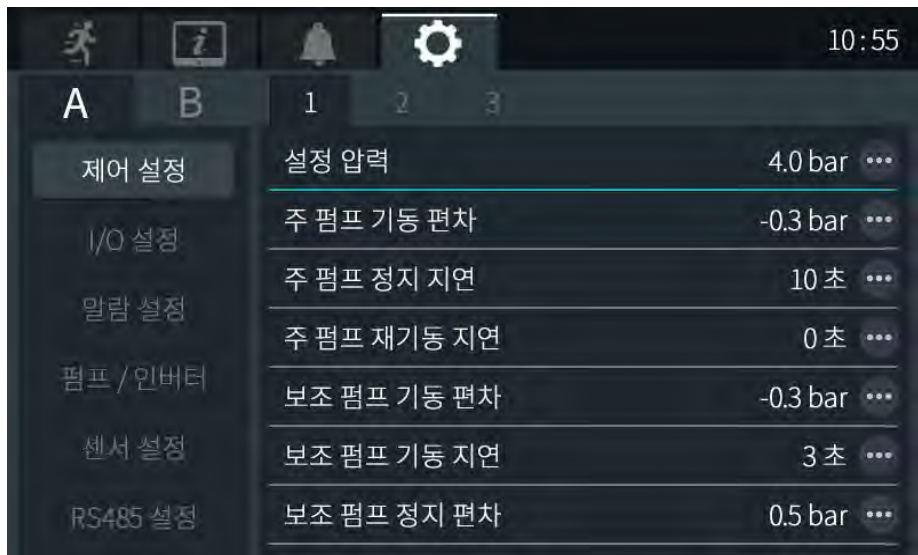 i
10:55
A B 1 2 3
제어 설정
I/O 설정
알람 설정
펌프 / 인버터
센서 설정
RS485 설정
설정 압력 4.0 bar
주 펌프 기동 편차 -0.3 bar
주 펌프 정지 지연 10 초
주 펌프 재기동 지연 0 초
보조 펌프 기동 편차 -0.3 bar
보조 펌프 기동 지연 3 초
보조 펌프 정지 편차 0.5 bar